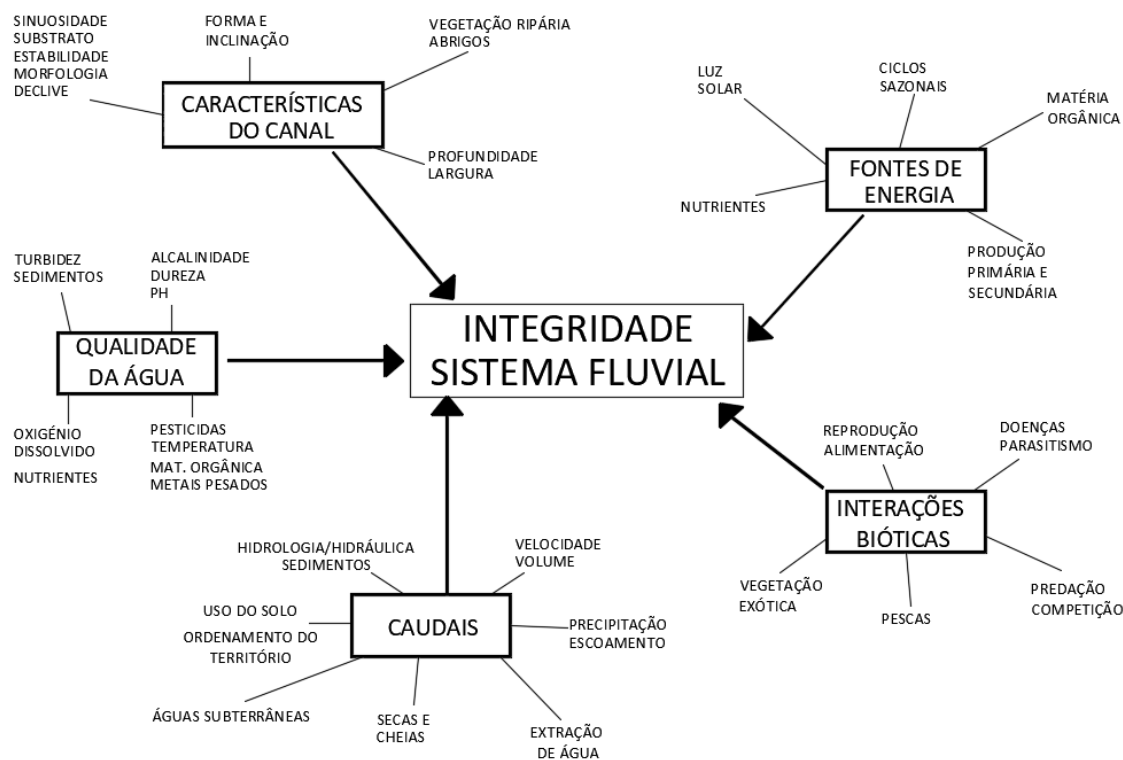 SINUOSIDADE
SUBSTRATO
ESTABILIDADE
MORFOLOGIA
DECLIVE
FORMA E
INCLINAÇÃO
VEGETAÇÃO RIPÁRIA
ABRIGOS
CARACTERÍSTICAS
DO CANAL
PROFUNDIDADE
LARGURA
LUZ
SOLAR
CICLOS
SAZONAIS
MATÉRIA
ORGÂNICA
FONTES DE
ENERGIA
NUTRIENTES
PRODUÇÃO
PRIMÁRIA E
SECUNDÁRIA
TURBIDEZ
SEDIMENTOS
ALCALINIDADE
DUREZA
PH
QUALIDADE
DA ÁGUA
OXIGÉNIO
DISSOLVIDO
NUTRIENTES
PESTICIDAS
TEMPERATURA
MAT. ORGÂNICA
METAIS PESADOS
INTEGRIDADE
SISTEMA FLUVIAL
REPRODUÇÃO
ALIMENTAÇÃO
DOENÇAS
PARASITISMO
INTERAÇÕES
BIÓTICAS
VEGETAÇÃO
EXÓTICA
PESCAS
PREDAÇÃO
COMPETIÇÃO
HIDROLOGIA/HIDRÁULICA
SEDIMENTOS
VELOCIDADE
VOLUME
USO DO SOLO
ORDENAMENTO DO
TERRITÓRIO
CAUDAIS
PRECIPITAÇÃO
ESCOAMENTO
ÁGUAS SUBTERRÂNEAS
SECAS E
CHEIAS
EXTRAÇÃO
DE ÁGUA